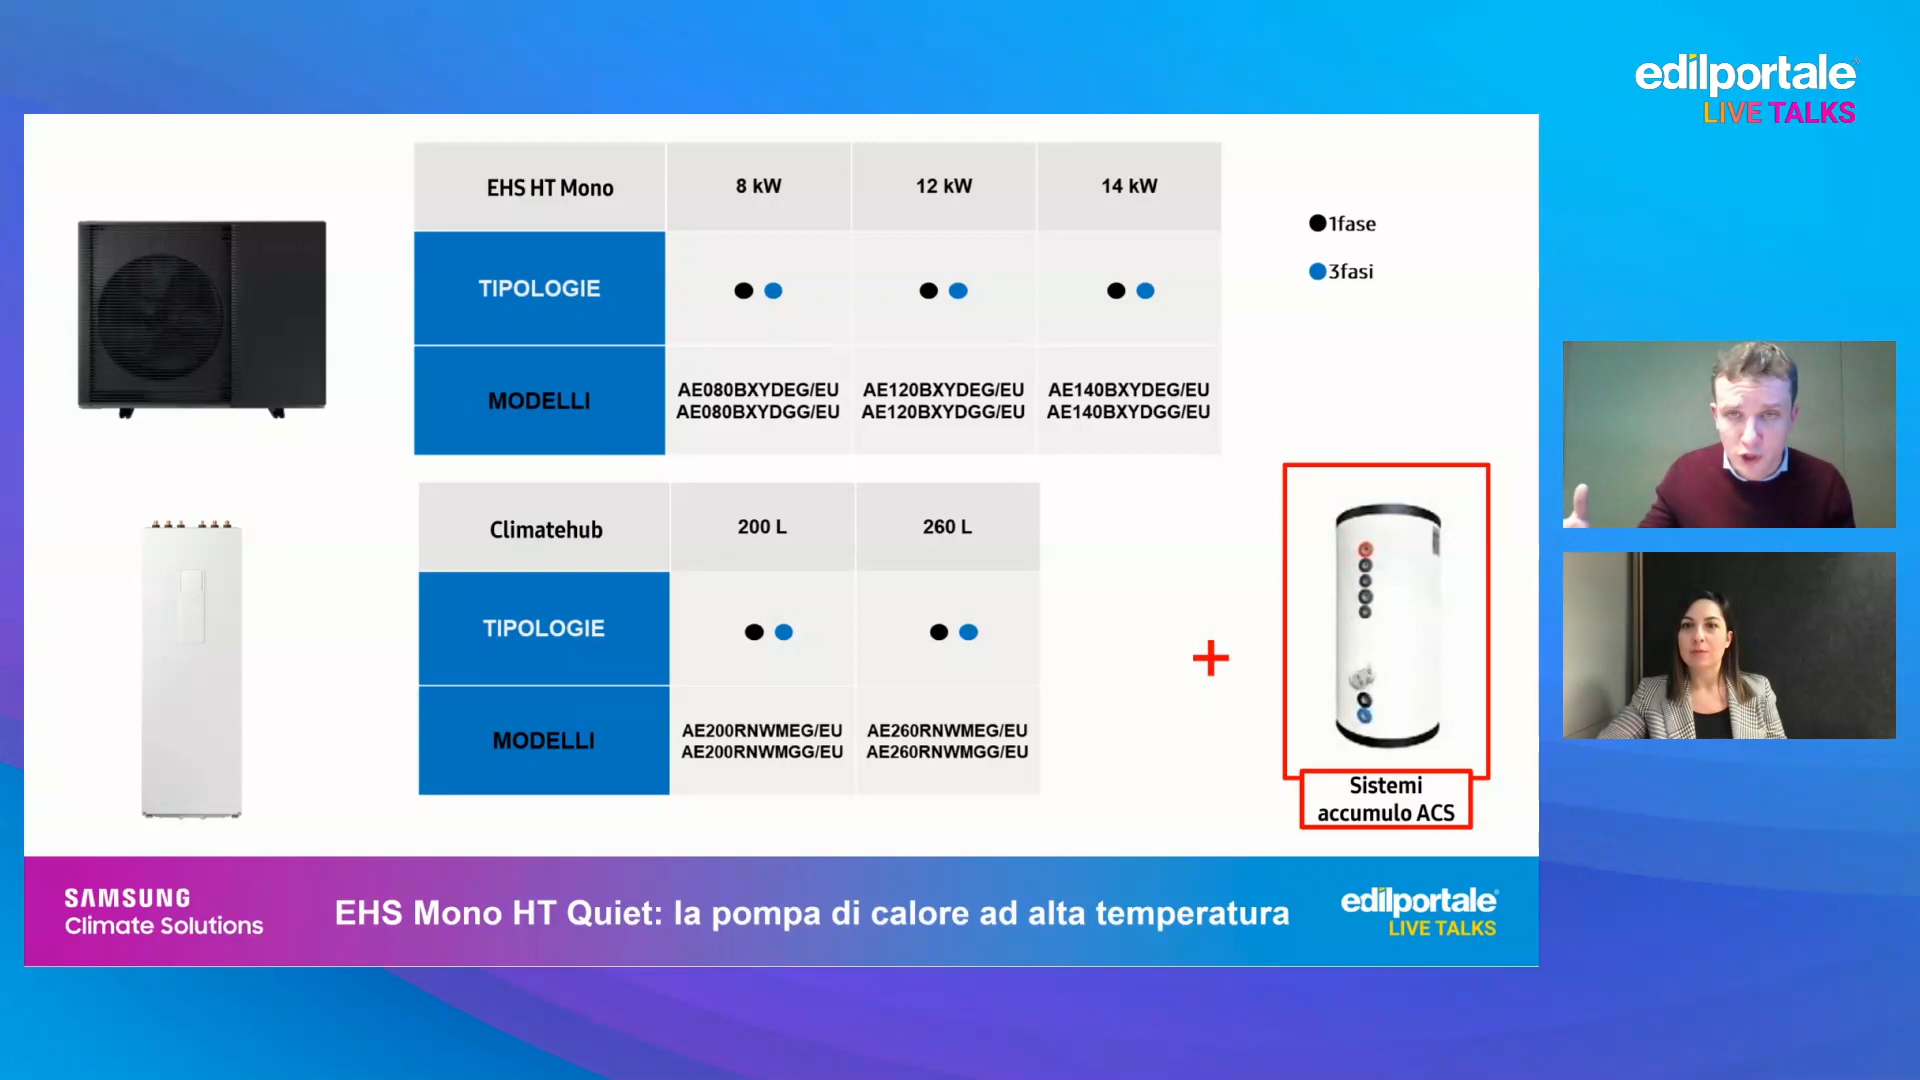 edilportale
LIVE TALKS
EHS HT Mono 8 kW 12 kW 14 kW
1fase
TIPOLOGIE
3fasi
MODELLI
AE080BXYDEG/EU AE120BXYDEG/EU AE140BXYDEG/EU
AE080BXYDGG/EU AE120BXYDGG/EU AE140BXYDGG/EU
Climatehub 200 L 260 L
TIPOLOGIE
+
MODELLI
AE200RNWMEG/EU AE260RNWMEG/EU
AE200RNWMGG/EU AE260RNWMGG/EU
Sistemi
accumulo ACS
SAMSUNG
Climate Solutions
EHS Mono HT Quiet: la pompa di calore ad alta temperatura
edilportale
LIVE TALKS